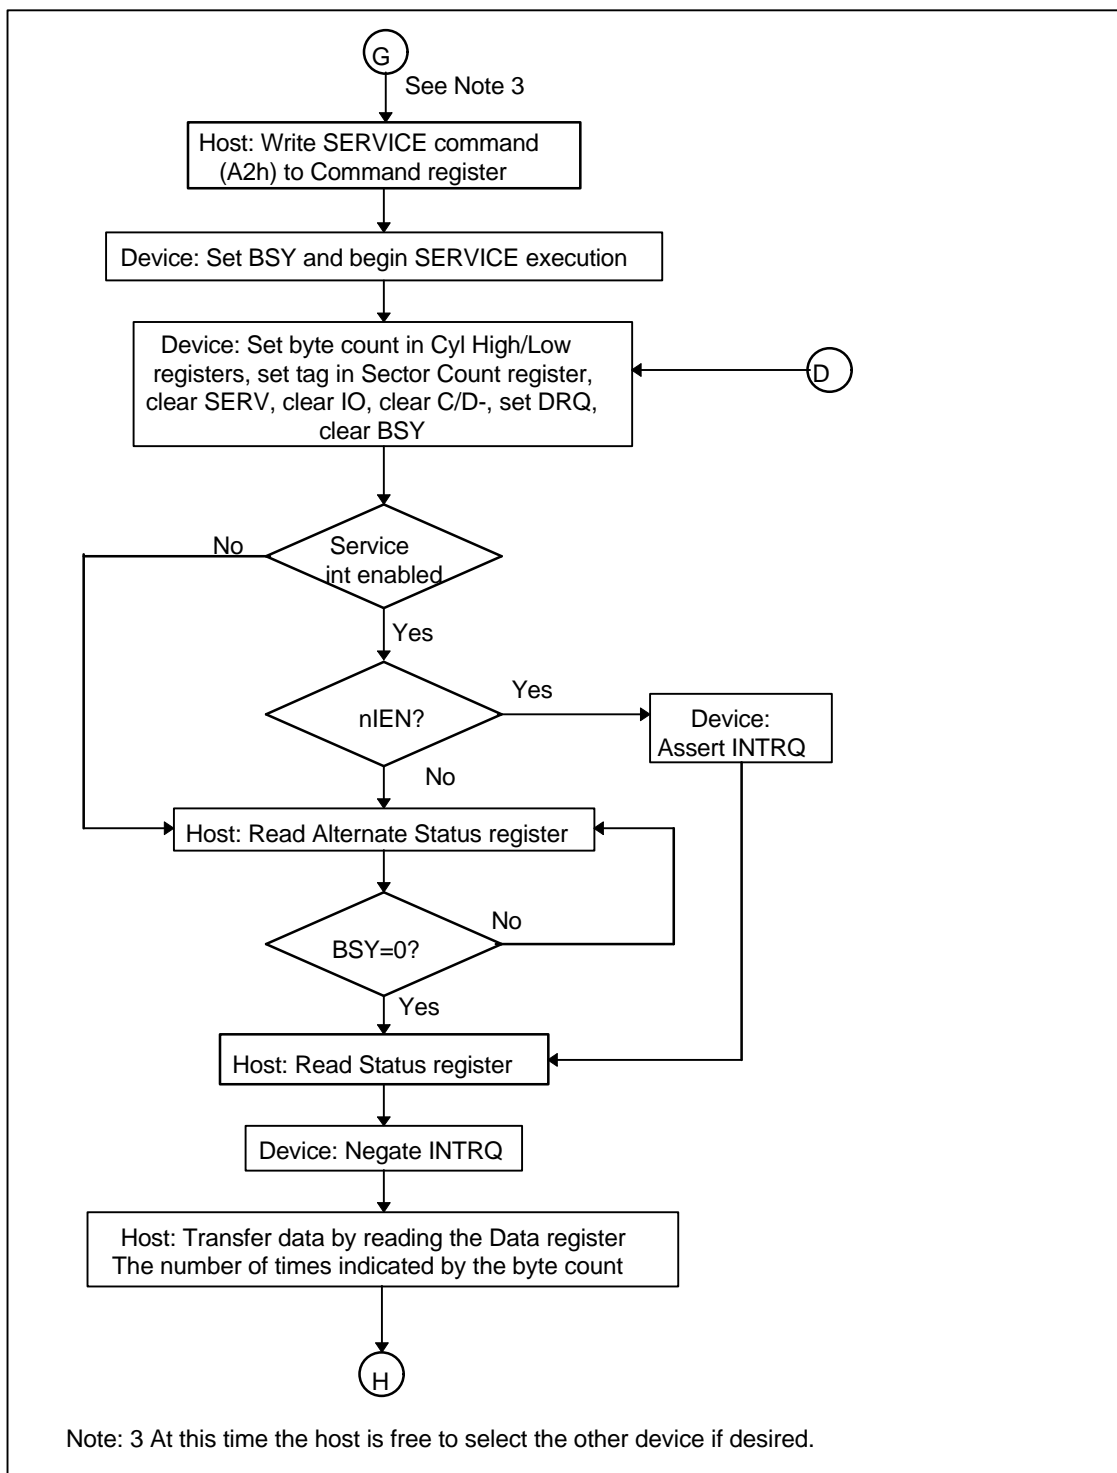 G
See Note 3
Host: Write SERVICE command
(A2h) to Command register
Device: Set BSY and begin SERVICE execution
Device: Set byte count in Cyl High/Low
registers, set tag in Sector Count register,
clear SERV, clear IO, clear C/D-, set DRQ,
clear BSY
D
No
Service
int enabled
Yes
nIEN?
Yes
Device:
Assert INTRQ
No
Host: Read Alternate Status register
BSY=0?
No
Yes
Host: Read Status register
Device: Negate INTRQ
Host: Transfer data by reading the Data register
The number of times indicated by the byte count
H
Note: 3 At this time the host is free to select the other device if desired.